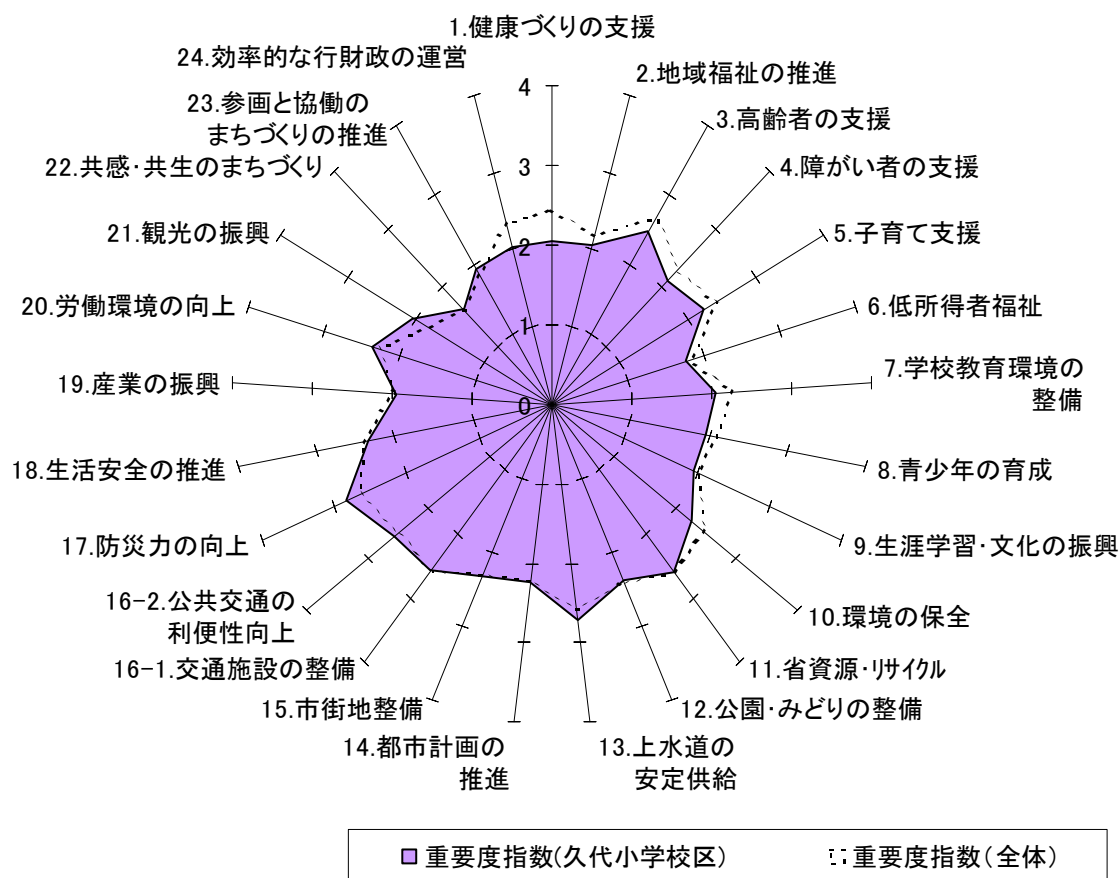 1.健康づくりの支援
2.地域福祉の推進
3.高齢者の支援
4.障がい者の支援
5.子育て支援
6.低所得者福祉
7.学校教育環境の
整備
8.青少年の育成
9.生涯学習・文化の振興
10.環境の保全
11.省資源・リサイクル
12.公園・みどりの整備
13.上水道の
安定供給
14.都市計画の
推進
15.市街地整備
16-1.交通施設の整備
16-2.公共交通の
利便性向上
17.防災力の向上
18.生活安全の推進
19.産業の振興
20.労働環境の向上
21.観光の振興
22.共感・共生のまちづくり
23.参画と協働の
まちづくりの推進
24.効率的な行財政の運営
4
3
2
1
0
重要度指数(久代小学校区)
重要度指数(全体)